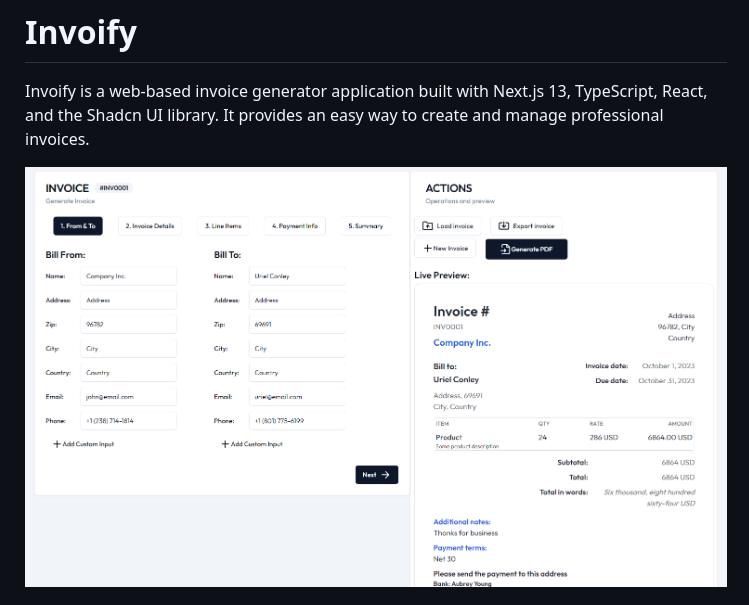 Invoify
Invoify is a web-based invoice generator application built with Next.js 13, TypeScript, React,
and the Shadcn UI library. It provides an easy way to create and manage professional
invoices.
INVOICE #INV0001
Generate Invoice
1. From & To 2. Invoice Details 3. Line Items 4. Payment Info 5. Summary
Bill From:
Name: Company Inc.
Address: Address
Zip: 96782
City: City
Country: Country
Email: john@email.com
Phone: +1 (238) 714-1814
+ Add Custom Input
Bill To:
Name: Uriel Conley
Address: Address
Zip: 69691
City: City
Country: Country
Email: uriel@email.com
Phone: +1 (801) 775-6199
+ Add Custom Input
Next →
ACTIONS
Operations and preview
Load invoice Export invoice
+ New Invoice Generate PDF
Live Preview:
Invoice #
INV0001
Company Inc.
Address
96782, City
Country
Bill to:
Uriel Conley
Address, 69691
City, Country
Invoice date: October 1, 2023
Due date: October 31, 2023
ITEM QTY RATE AMOUNT
Product 24 286 USD 6864.00 USD
Some product description
Subtotal: 6864 USD
Total: 6864 USD
Total in words: Six thousand, eight hundred
sixty-four USD
Additional notes:
Thanks for business
Payment terms:
Net 30
Please send the payment to this address
Bank: Aubrey Young